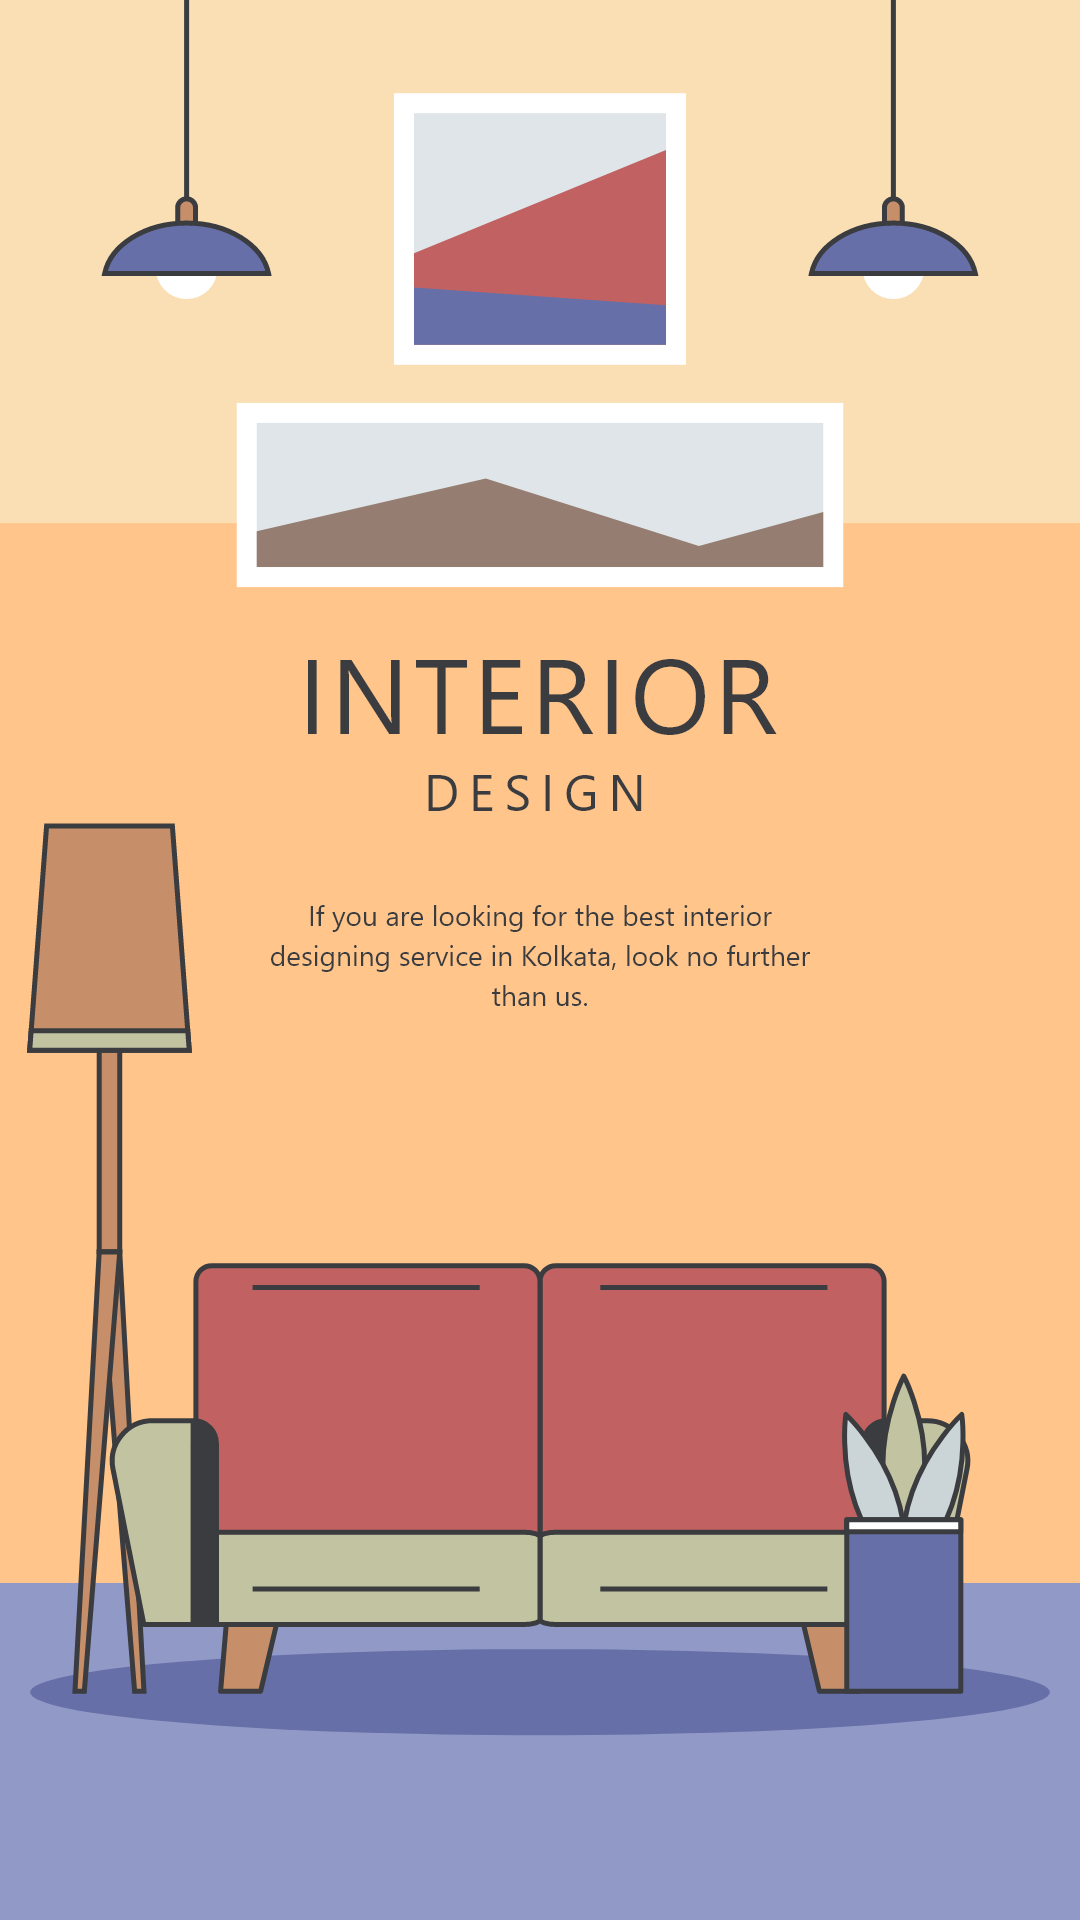 INTERIOR
DESIGN
If you are looking for the best interior
designing service in Kolkata, look no further
than us.